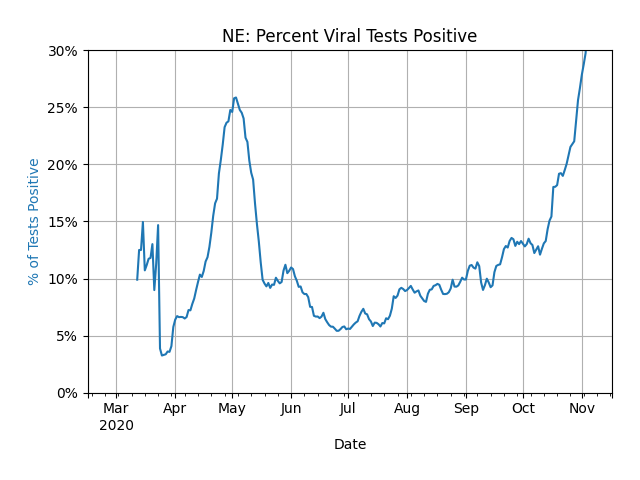 NE: Percent Viral Tests Positive
30%
25%
20%
15%
10%
5%
0%
% of Tests Positive
Mar Apr May Jun Jul Aug Sep Oct Nov
2020
Date